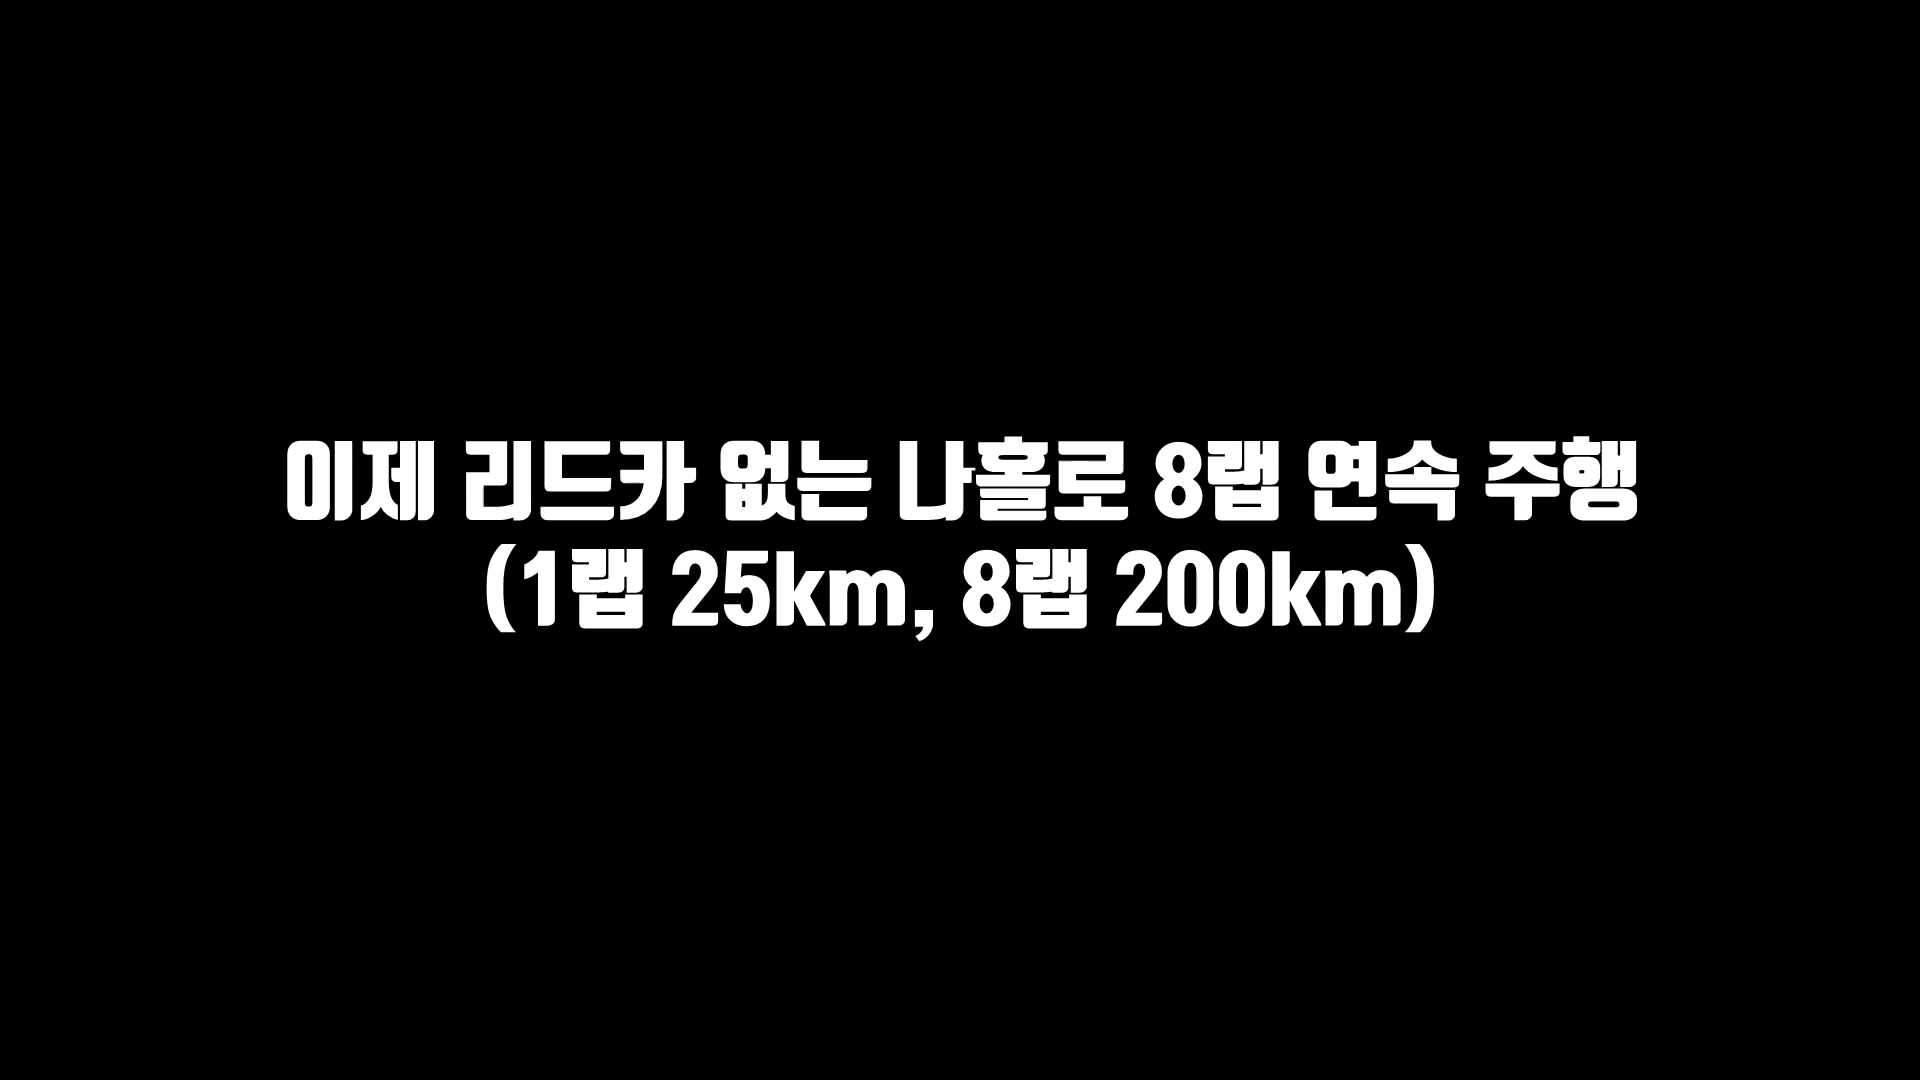 이제 리드카 없는 나홀로 8랩 연속 주행
(1랩 25km, 8랩 200km)